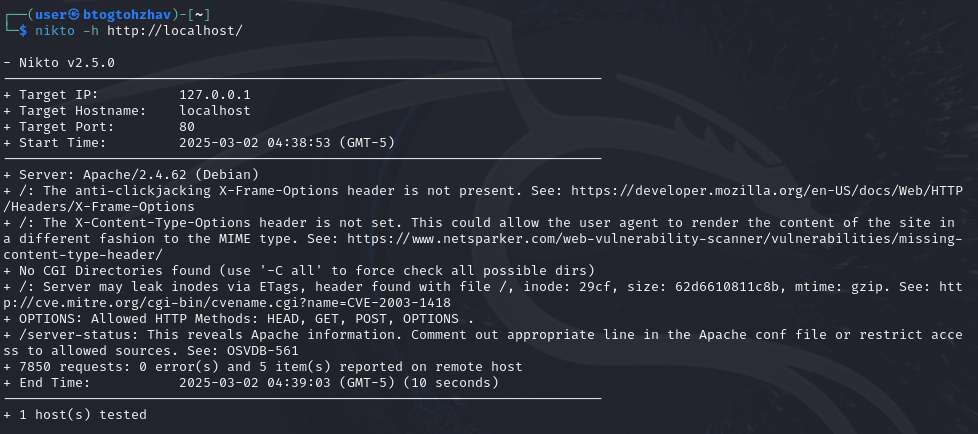 ┌──(user㉿btogtohzhav)-[~]
└─$ nikto -h http://localhost/
- Nikto v2.5.0
---------------------------------------------------------------------------
+ Target IP:          127.0.0.1
+ Target Hostname:    localhost
+ Target Port:        80
+ Start Time:         2025-03-02 04:38:53 (GMT-5)
---------------------------------------------------------------------------
+ Server: Apache/2.4.62 (Debian)
+ /: The anti-clickjacking X-Frame-Options header is not present. See: https://developer.mozilla.org/en-US/docs/Web/HTTP
/Headers/X-Frame-Options
+ /: The X-Content-Type-Options header is not set. This could allow the user agent to render the content of the site in
a different fashion to the MIME type. See: https://www.netsparker.com/web-vulnerability-scanner/vulnerabilities/missing-
content-type-header/
+ No CGI Directories found (use '-C all' to force check all possible dirs)
+ /: Server may leak inodes via ETags, header found with file /, inode: 29cf, size: 62d6610811c8b, mtime: gzip. See: htt
p://cve.mitre.org/cgi-bin/cvename.cgi?name=CVE-2003-1418
+ OPTIONS: Allowed HTTP Methods: HEAD, GET, POST, OPTIONS .
+ /server-status: This reveals Apache information. Comment out appropriate line in the Apache conf file or restrict acce
ss to allowed sources. See: OSVDB-561
+ 7850 requests: 0 error(s) and 5 item(s) reported on remote host
+ End Time:           2025-03-02 04:39:03 (GMT-5) (10 seconds)
---------------------------------------------------------------------------
+ 1 host(s) tested